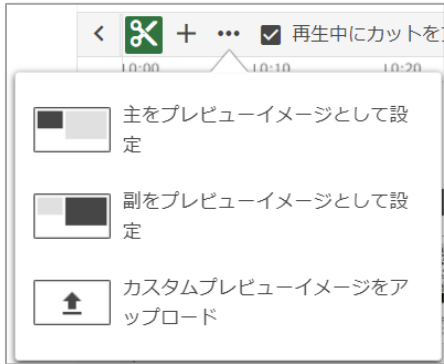 再生中にカットを
0:00 0:10 0:20
主をプレビューイメージとして設
定
副をプレビューイメージとして設
定
カスタムプレビューイメージをア
ップロード